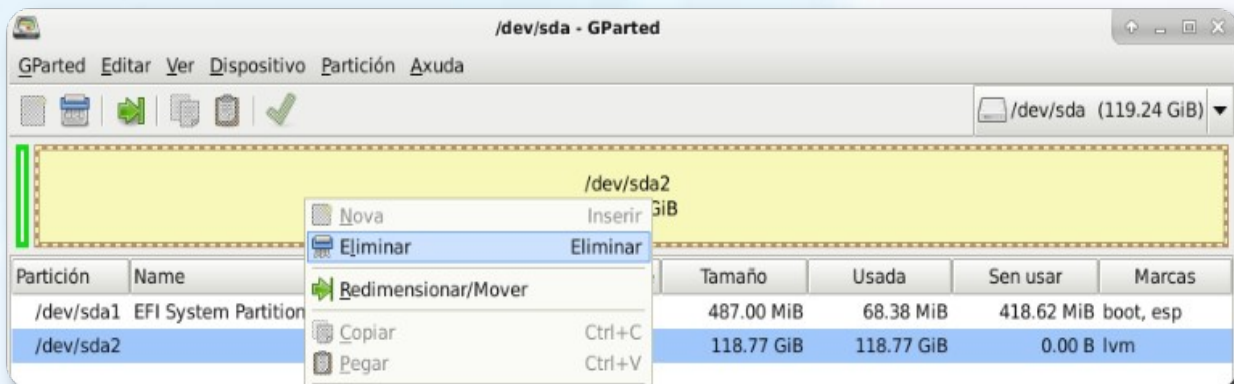 /dev/sda - GParted
GParted Editar Ver Dispositivo Partición Axuda
/dev/sda (119.24 GiB)
/dev/sda2
GiB
Nova Inserir
Eliminar Eliminar
Redimensionar/Mover
Copiar Ctrl+C
Pegar Ctrl+V
Partición Name Tamaño Usada Sen usar Marcas
/dev/sda1 EFI System Partition 487.00 MiB 68.38 MiB 418.62 MiB boot, esp
/dev/sda2 118.77 GiB 118.77 GiB 0.00 B lvm